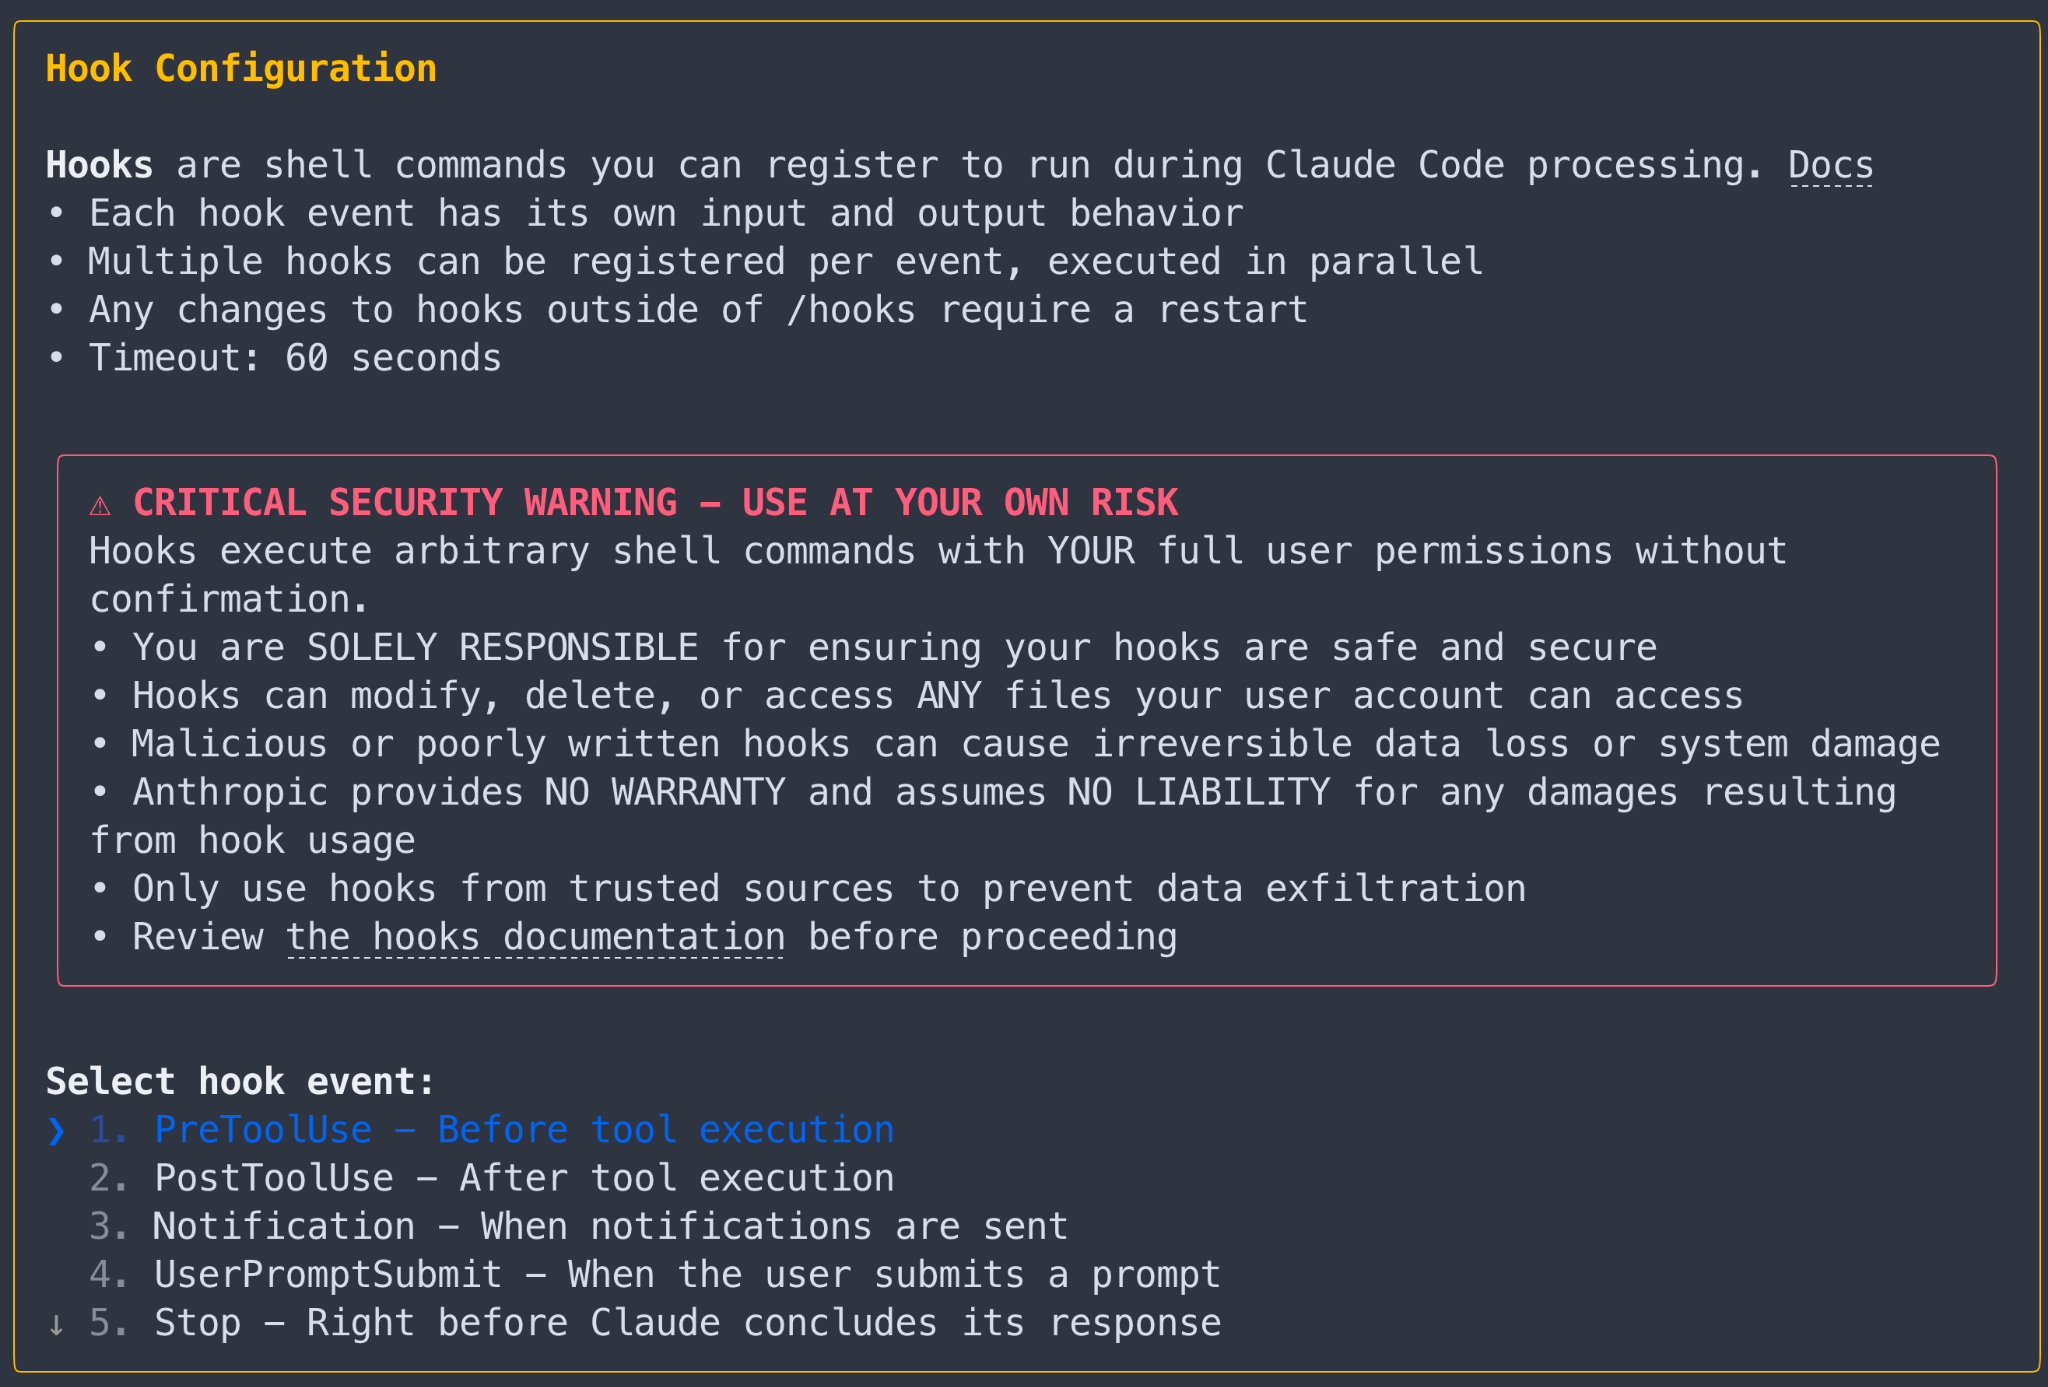 Hook Configuration
Hooks are shell commands you can register to run during Claude Code processing. Docs
• Each hook event has its own input and output behavior
• Multiple hooks can be registered per event, executed in parallel
• Any changes to hooks outside of /hooks require a restart
• Timeout: 60 seconds
⚠ CRITICAL SECURITY WARNING – USE AT YOUR OWN RISK
Hooks execute arbitrary shell commands with YOUR full user permissions without
confirmation.
• You are SOLELY RESPONSIBLE for ensuring your hooks are safe and secure
• Hooks can modify, delete, or access ANY files your user account can access
• Malicious or poorly written hooks can cause irreversible data loss or system damage
• Anthropic provides NO WARRANTY and assumes NO LIABILITY for any damages resulting
from hook usage
• Only use hooks from trusted sources to prevent data exfiltration
• Review the hooks documentation before proceeding
Select hook event:
❯ 1. PreToolUse – Before tool execution
2. PostToolUse – After tool execution
3. Notification – When notifications are sent
4. UserPromptSubmit – When the user submits a prompt
↓ 5. Stop – Right before Claude concludes its response